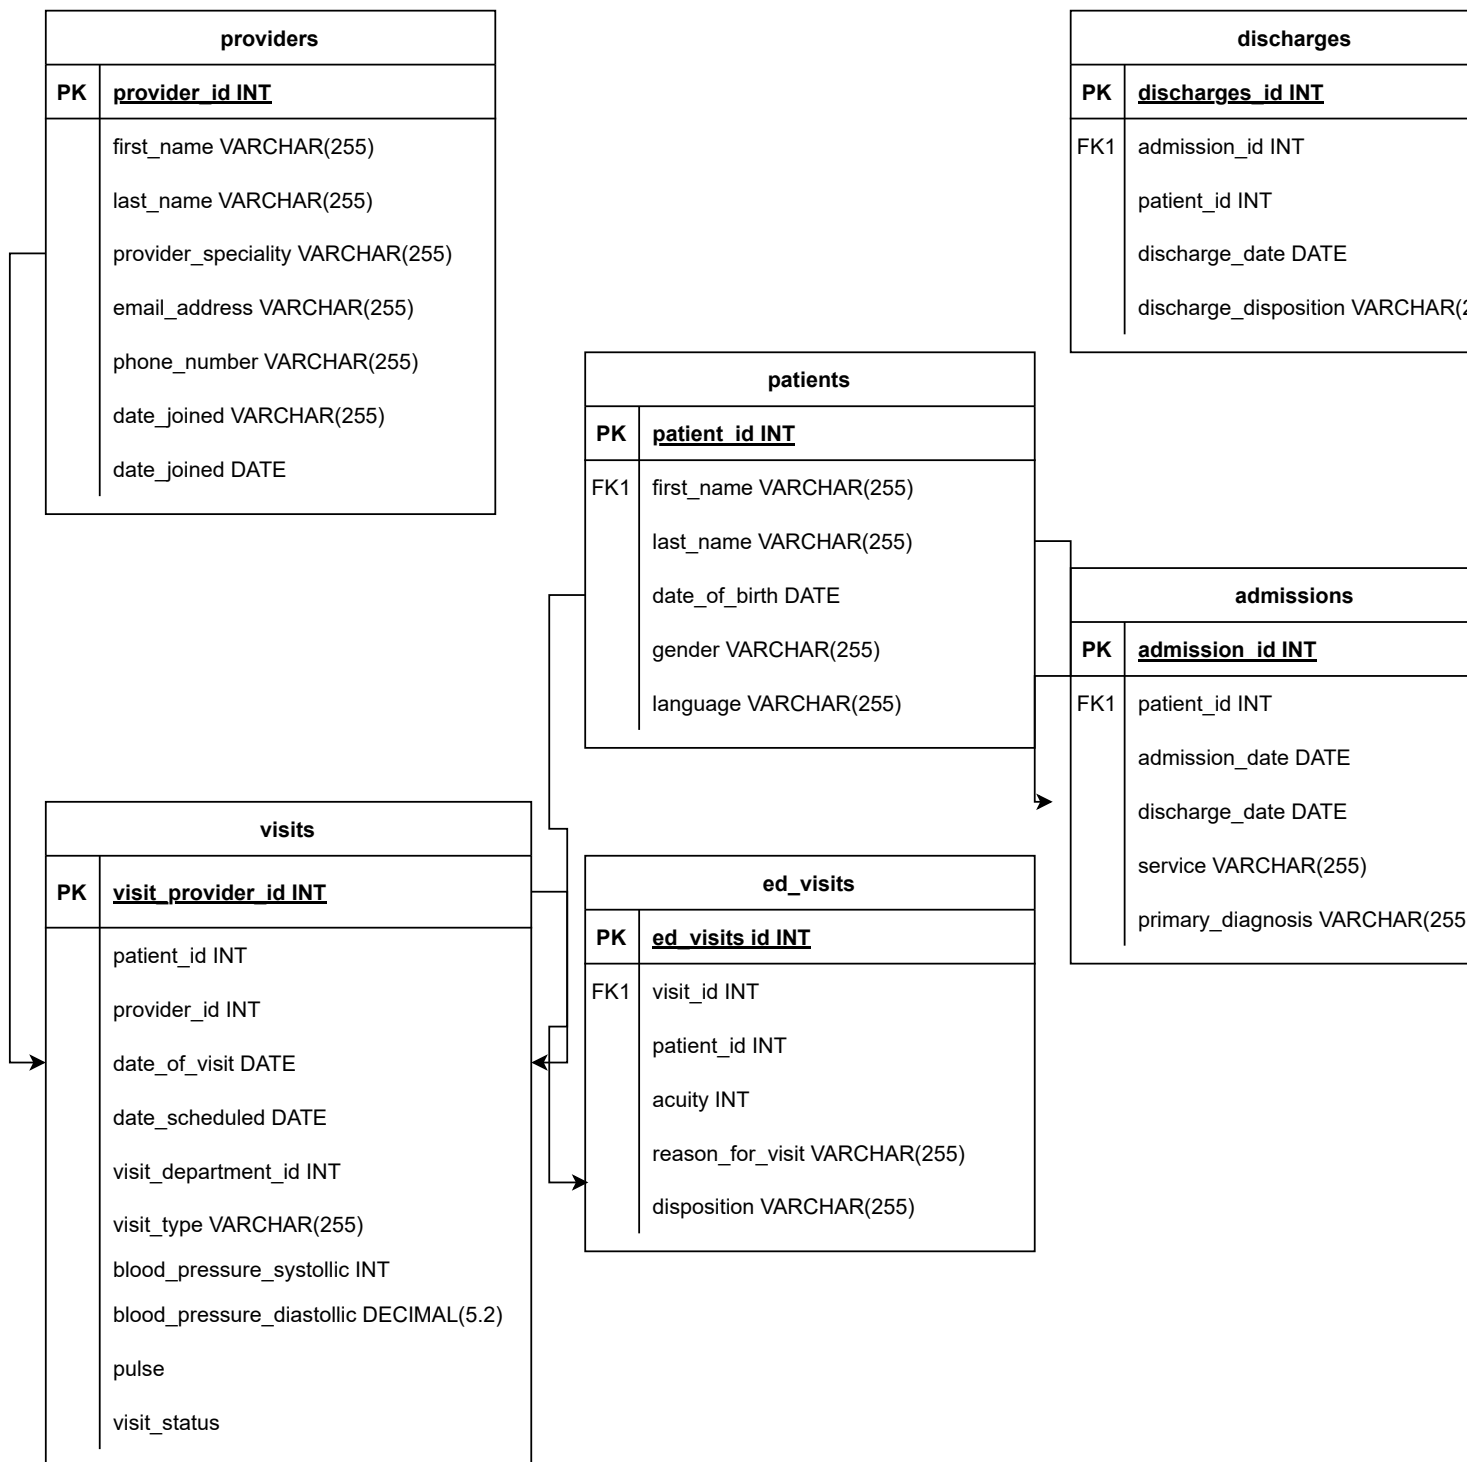 providers
PK provider_id INT
first_name VARCHAR(255)
last_name VARCHAR(255)
provider_speciality VARCHAR(255)
email_address VARCHAR(255)
phone_number VARCHAR(255)
date_joined VARCHAR(255)
date_joined DATE
discharges
PK discharges_id INT
FK1 admission_id INT
patient_id INT
discharge_date DATE
discharge_disposition VARCHAR(2
patients
PK patient_id INT
FK1 first_name VARCHAR(255)
last_name VARCHAR(255)
date_of_birth DATE
gender VARCHAR(255)
language VARCHAR(255)
admissions
PK admission_id INT
FK1 patient_id INT
admission_date DATE
discharge_date DATE
service VARCHAR(255)
primary_diagnosis VARCHAR(255
visits
PK visit_provider_id INT
patient_id INT
provider_id INT
date_of_visit DATE
date_scheduled DATE
visit_department_id INT
visit_type VARCHAR(255)
blood_pressure_systollic INT
blood_pressure_diastollic DECIMAL(5.2)
pulse
visit_status
ed_visits
PK ed_visits id INT
FK1 visit_id INT
patient_id INT
acuity INT
reason_for_visit VARCHAR(255)
disposition VARCHAR(255)